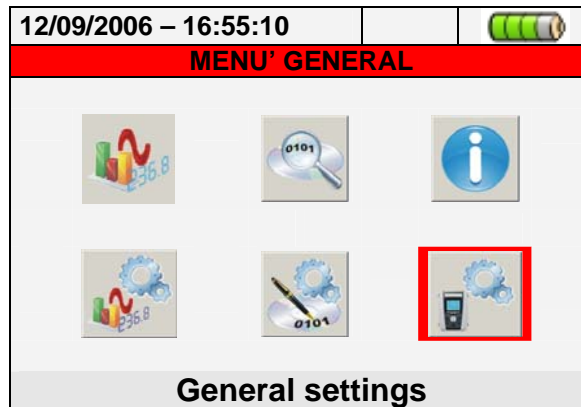 12/09/2006 – 16:55:10
MENU' GENERAL
236.8
0101
236.8
0101
General settings